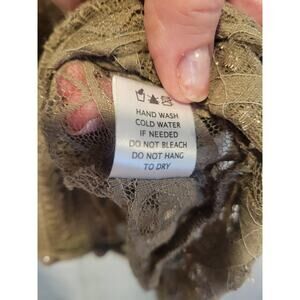 HAND WASH
COLD WATER
IF NEEDED
DO NOT BLEACH
DO NOT HANG
TO DRY